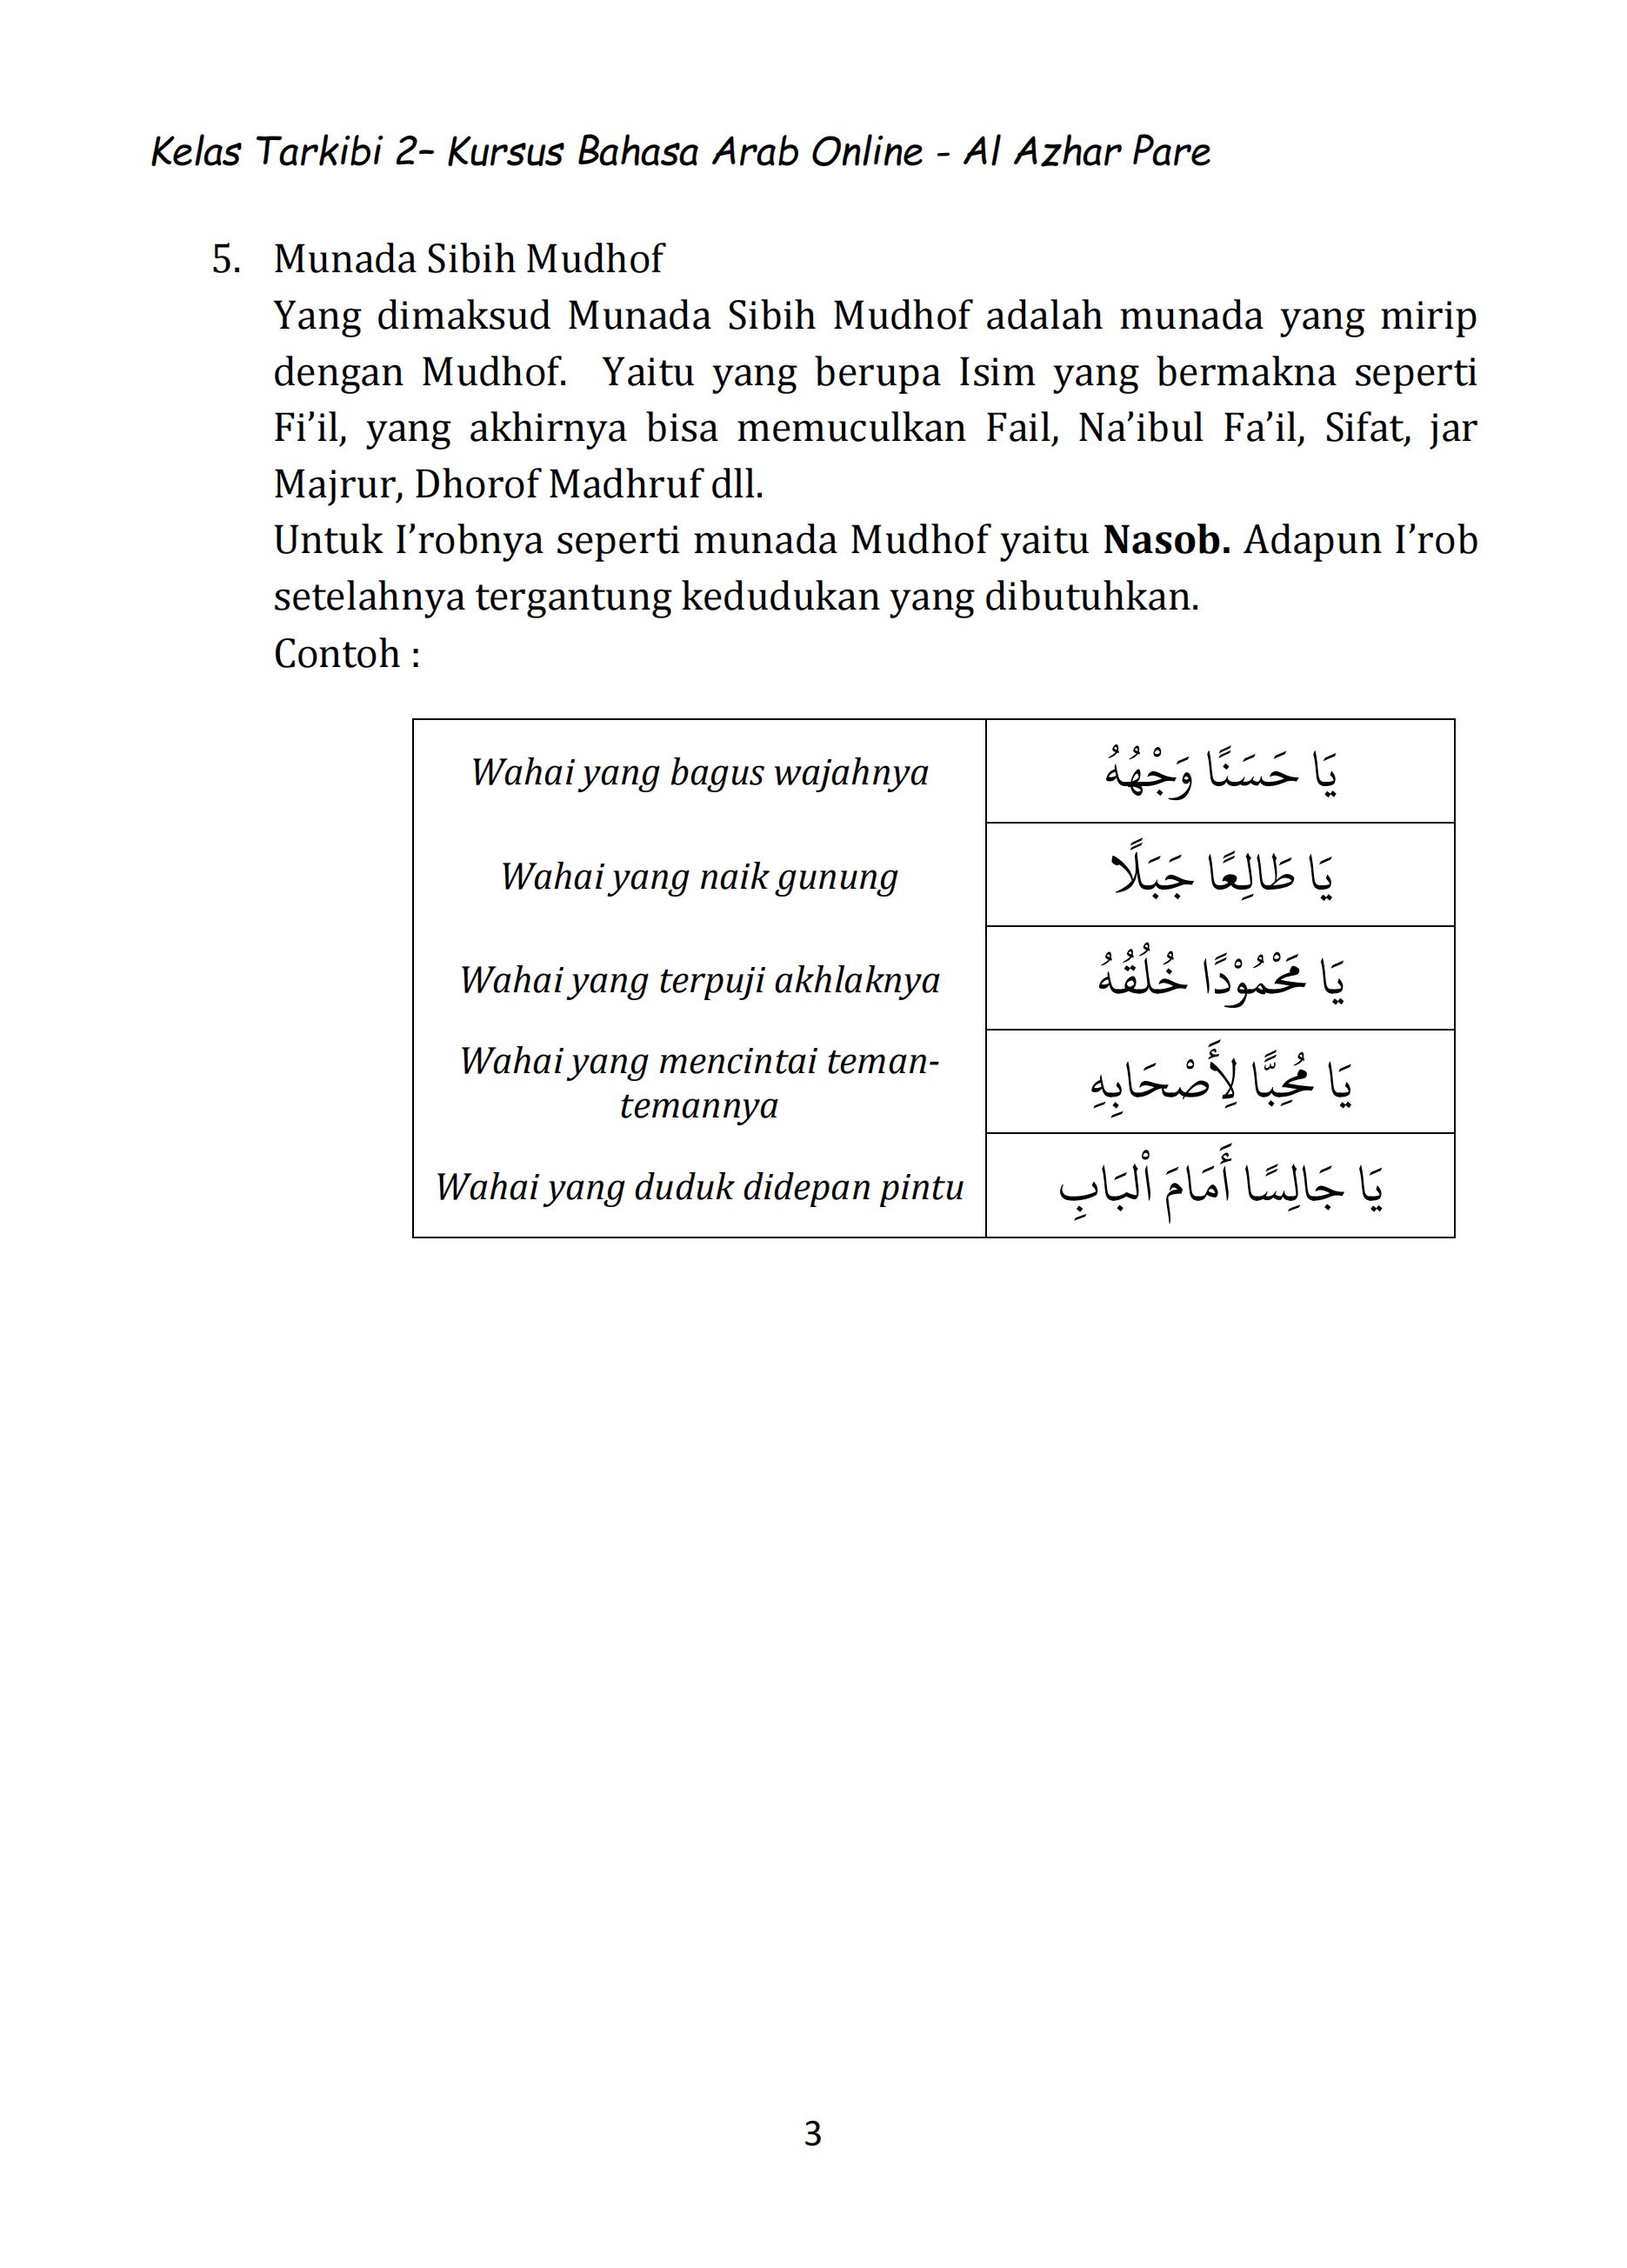 Kelas Tarkibi 2– Kursus Bahasa Arab Online - Al Azhar Pare
5. Munada Sibih Mudhof
Yang dimaksud Munada Sibih Mudhof adalah munada yang mirip
dengan Mudhof. Yaitu yang berupa Isim yang bermakna seperti
Fi’il, yang akhirnya bisa memuculkan Fail, Na’ibul Fa’il, Sifat, jar
Majrur, Dhorof Madhruf dll.
Untuk I’robnya seperti munada Mudhof yaitu Nasob. Adapun I’rob
setelahnya tergantung kedudukan yang dibutuhkan.
Contoh :
Wahai yang bagus wajahnya
يَا حَسَنًا وَجْهُهُ
Wahai yang naik gunung
يَا طَالِعًا جَبَلًا
Wahai yang terpuji akhlaknya
يَا مَحْمُوْدًا خُلُقُهُ
Wahai yang mencintai teman-
temannya
يَا مُحِبًّا لِأَصْحَابِهِ
Wahai yang duduk didepan pintu
يَا جَالِسًا أَمَامَ اْلبَابِ
3